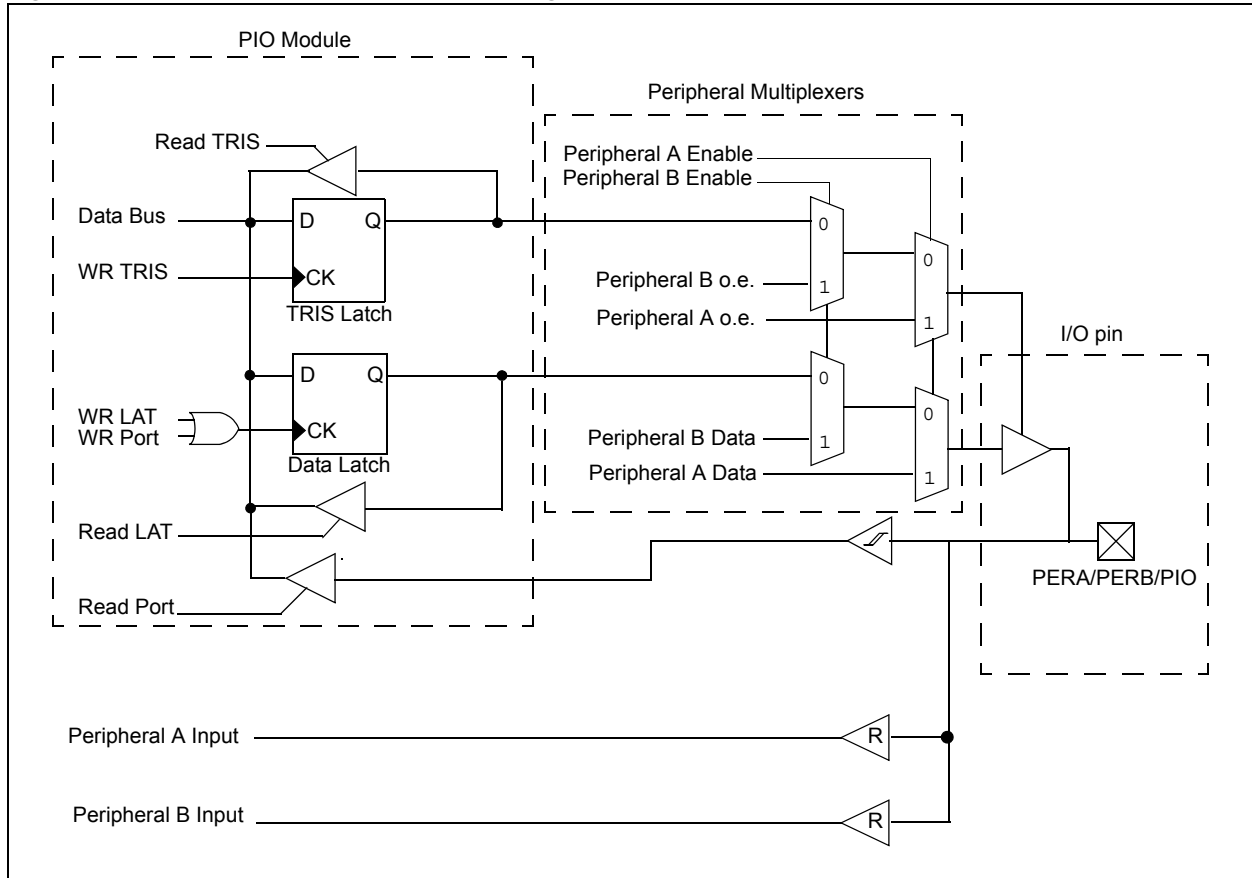 PIO Module
Peripheral Multiplexers
Read TRIS
Peripheral A Enable
Peripheral B Enable
Data Bus
D Q
0
0
WR TRIS
CK
Peripheral B o.e.
1
TRIS Latch
Peripheral A o.e.
1
I/O pin
D Q
0
0
WR LAT
WR Port
CK
Peripheral B Data
1
Data Latch
Peripheral A Data
1
Read LAT
PERA/PERB/PIO
Read Port
Peripheral A Input
R
Peripheral B Input
R